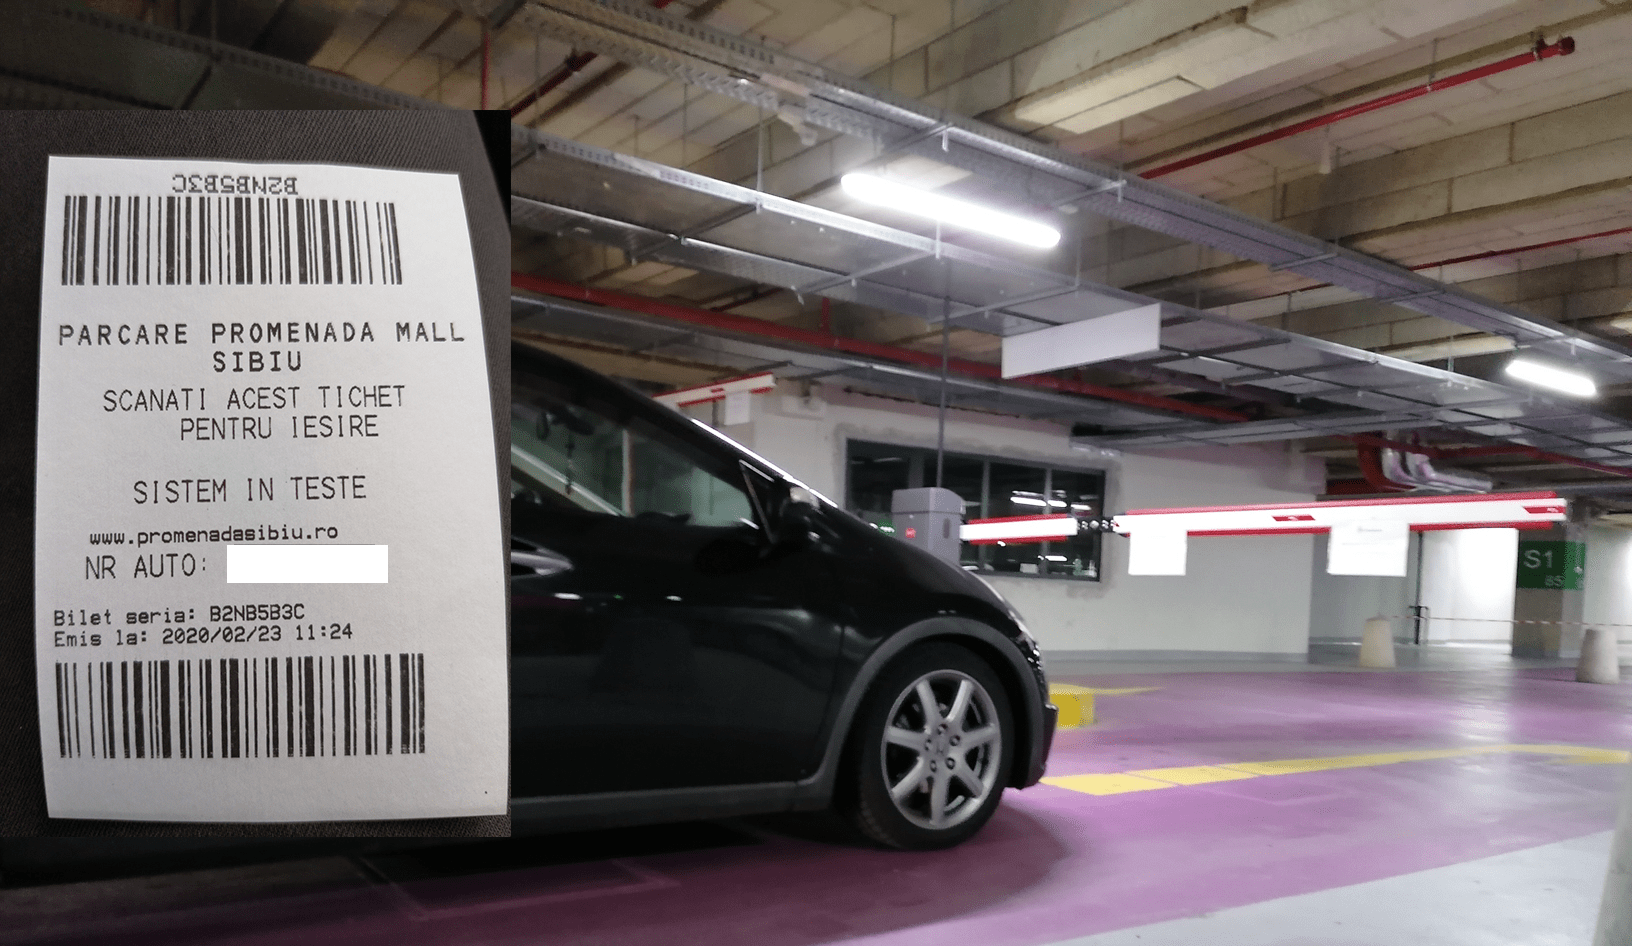 B2NB5B3C
PARCARE PROMENADA MALL
SIBIU
SCANATI ACEST TICHET
PENTRU IESIRE
SISTEM IN TESTE
www.promenadasibiu.ro
NR AUTO:
Bilet seria: B2NB5B3C
Emis la: 2020/02/23 11:24
S1
85